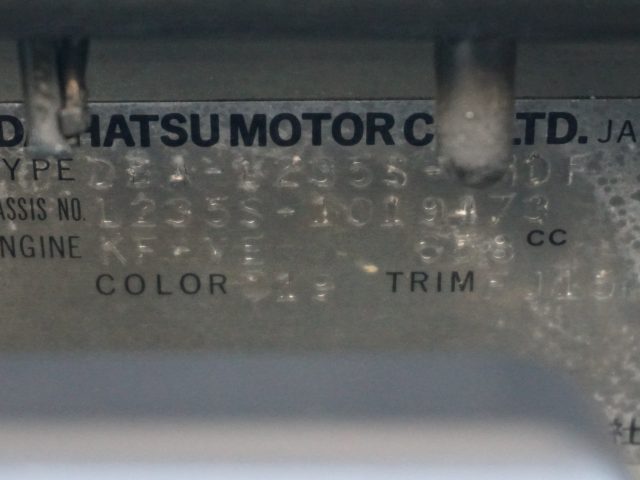 DAIHATSU MOTOR CO., LTD. JA
TYPE DBA-L235S-
CHASSIS NO. L235S-1019473
ENGINE KF-VE 658 CC
COLOR TRIM
社